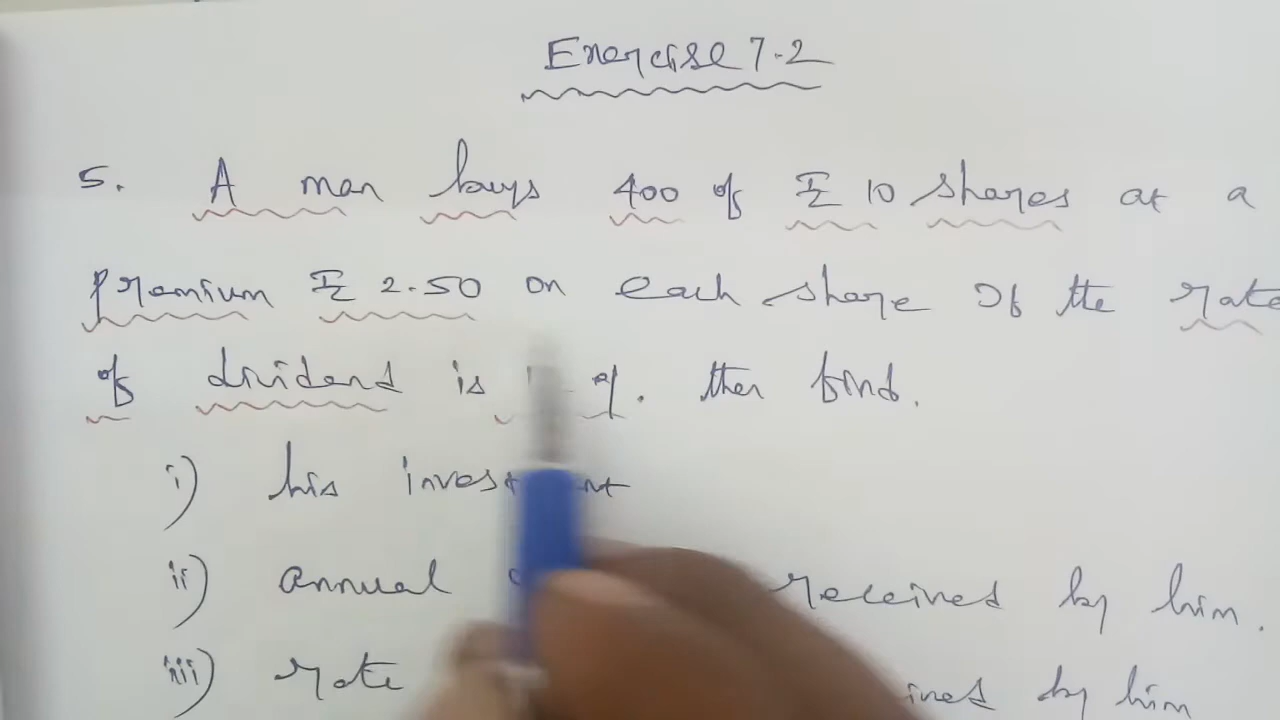 Exercise 7.2
5. A man buys 400 of ₹ 10 shares at a
premium ₹ 2.50 on each share If the rate
of dividend is then find.
i) his
ii) annual received by him.
iii) rate by him